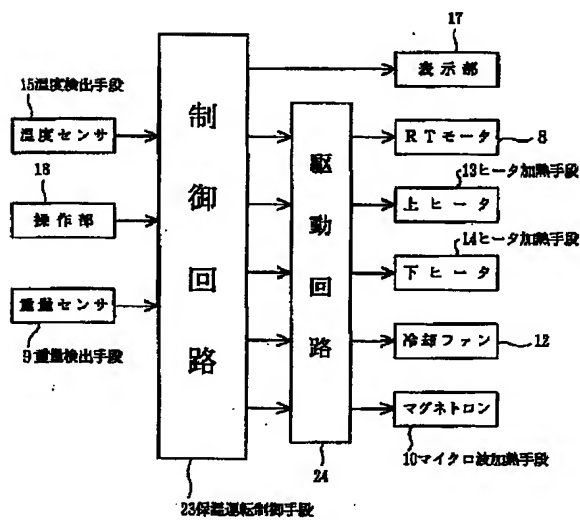 17
表示部
15温度検出手段
温度センサ
18
操作部
重量センサ
9重量検出手段
制御回路
駆動回路
RTモータ
8
13ヒータ加熱手段
上ヒータ
14ヒータ加熱手段
下ヒータ
冷却ファン
12
マグネトロン
10マイクロ波加熱手段
24
23保温運転制御手段